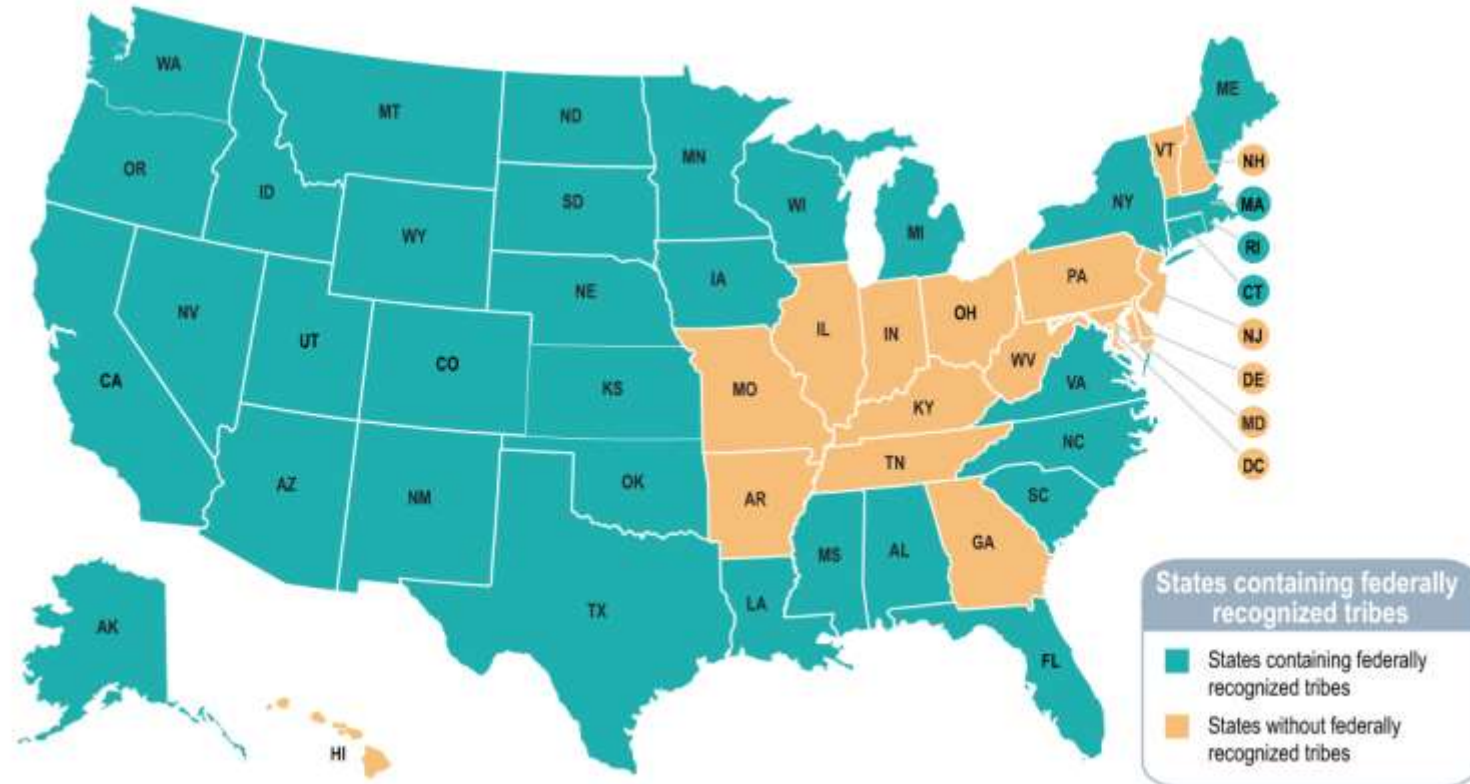 WA
MT
ND
MN
ME
OR
ID
SD
WI
VT
NH
WY
MI
NY
MA
RI
NE
IA
PA
CT
NV
UT
CO
IL
IN
OH
NJ
CA
KS
MO
WV
VA
DE
KY
MD
NC
DC
AZ
NM
OK
AR
TN
SC
MS
AL
GA
TX
LA
AK
FL
HI
States containing federally
recognized tribes
States containing federally
recognized tribes
States without federally
recognized tribes